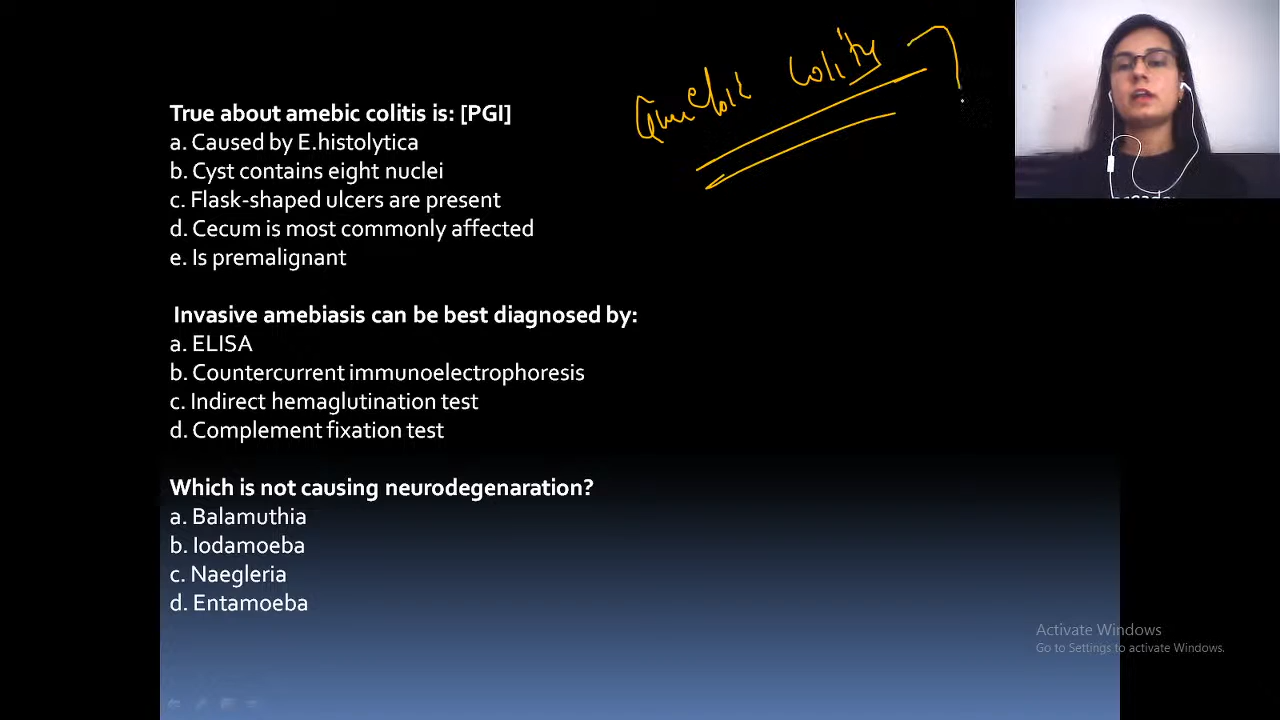 Amoebic Colitis
True about amebic colitis is: [PGI]
a. Caused by E.histolytica
b. Cyst contains eight nuclei
c. Flask-shaped ulcers are present
d. Cecum is most commonly affected
e. Is premalignant
Invasive amebiasis can be best diagnosed by:
a. ELISA
b. Countercurrent immunoelectrophoresis
c. Indirect hemaglutination test
d. Complement fixation test
Which is not causing neurodegenaration?
a. Balamuthia
b. Iodamoeba
c. Naegleria
d. Entamoeba
Activate Windows
Go to Settings to activate Windows.